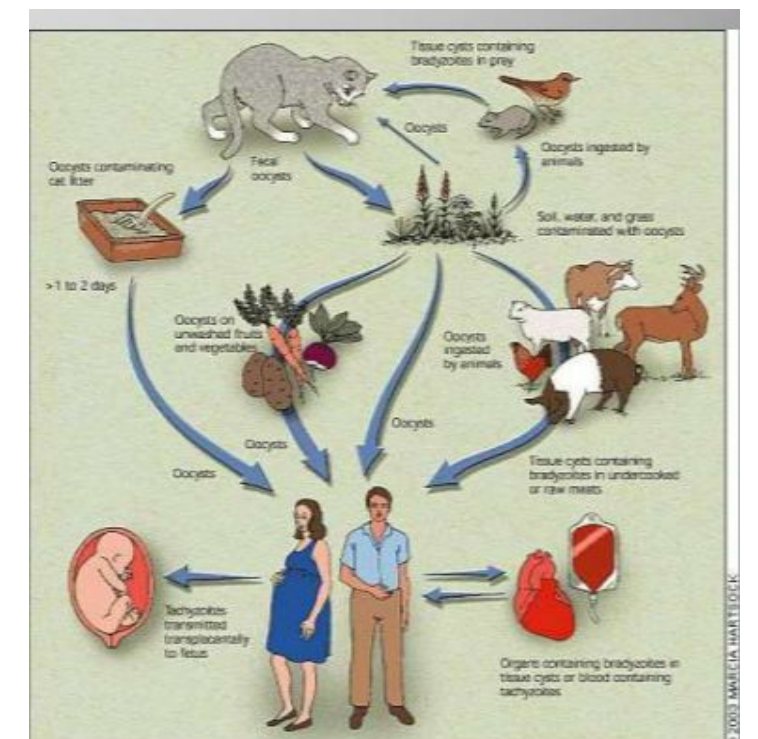 Tissue cysts containing
bradyzoites in prey
Oocysts
Oocysts ingested by
animals
Fecal
oocysts
Oocysts contaminating
cat litter
Soil, water, and grass
contaminated with oocysts
>1 to 2 days
Oocysts on
unwashed fruits
and vegetables
Oocysts
ingested
by animals
Oocysts
Oocysts
Oocysts
Tissue cysts containing
bradyzoites in undercooked
or raw meats
Tachyzoites
transmitted
transplacentally
to fetus
Organs containing bradyzoites in
tissue cysts or blood containing
tachyzoites
2003 MARCIA HARTSOCK